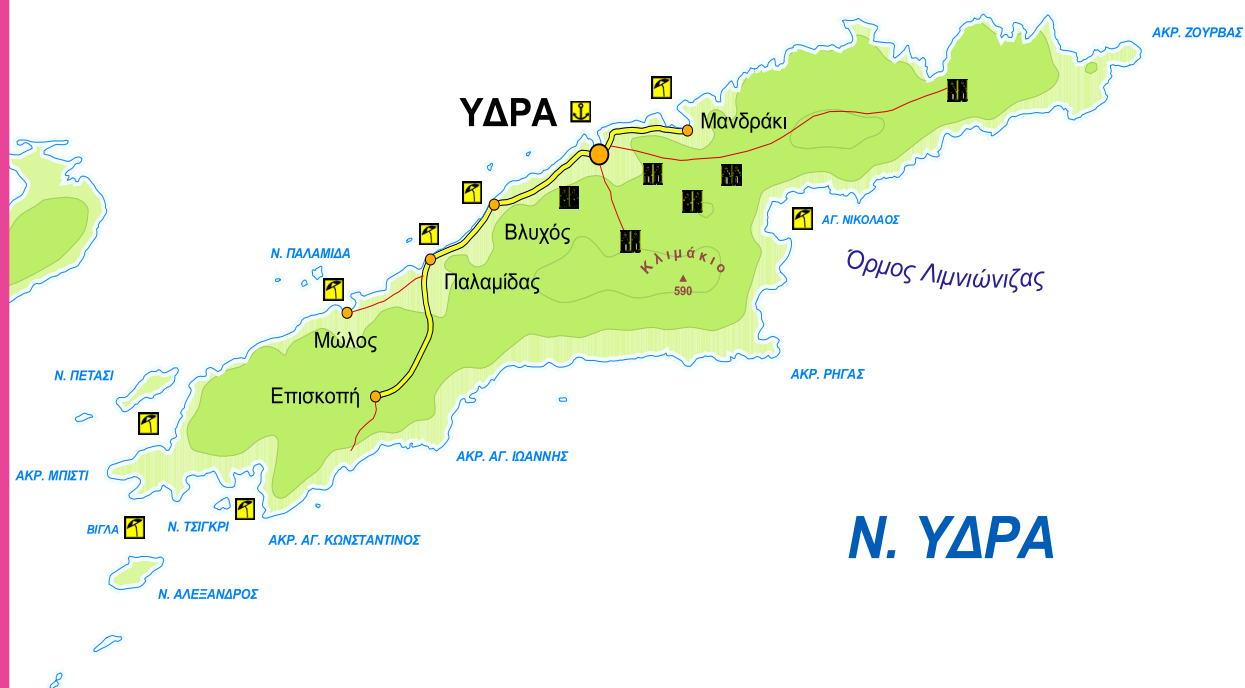 ΑΚΡ. ΖΟΥΡΒΑΣ
ΥΔΡΑ
Μανδράκι
ΑΓ. ΝΙΚΟΛΑΟΣ
Βλυχός
Ν. ΠΑΛΑΜΙΔΑ
Κλιμάκιο
590
Όρμος Λιμνιώνιζας
Παλαμίδας
Μώλος
Ν. ΠΕΤΑΣΙ
ΑΚΡ. ΡΗΓΑΣ
Επισκοπή
ΑΚΡ. ΑΓ. ΙΩΑΝΝΗΣ
ΑΚΡ. ΜΠΙΣΤΙ
ΒΙΓΛΑ
Ν. ΤΣΙΓΚΡΙ
ΑΚΡ. ΑΓ. ΚΩΝΣΤΑΝΤΙΝΟΣ
Ν. ΥΔΡΑ
Ν. ΑΛΕΞΑΝΔΡΟΣ